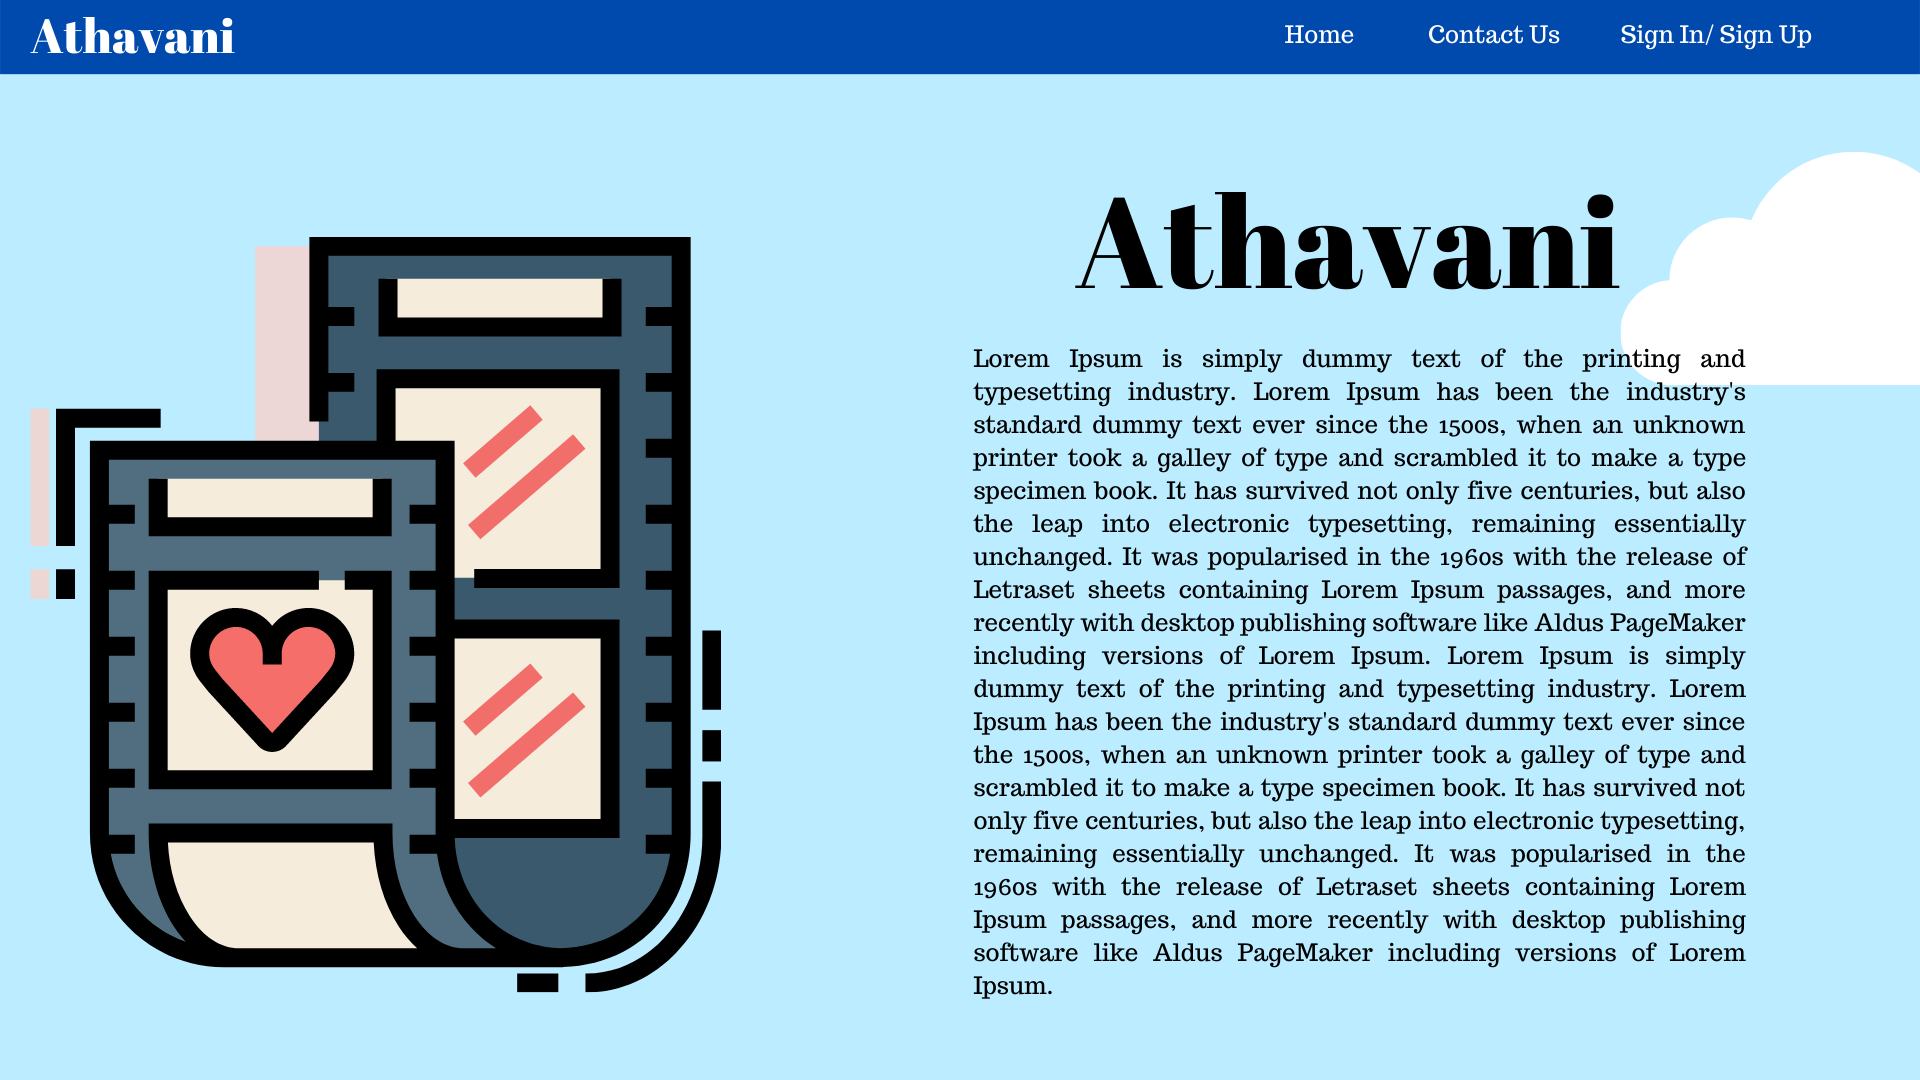 Athavani
Home
Contact Us
Sign In/ Sign Up
Athavani
Lorem Ipsum is simply dummy text of the printing and
typesetting industry. Lorem Ipsum has been the industry's
standard dummy text ever since the 1500s, when an unknown
printer took a galley of type and scrambled it to make a type
specimen book. It has survived not only five centuries, but also
the leap into electronic typesetting, remaining essentially
unchanged. It was popularised in the 1960s with the release of
Letraset sheets containing Lorem Ipsum passages, and more
recently with desktop publishing software like Aldus PageMaker
including versions of Lorem Ipsum. Lorem Ipsum is simply
dummy text of the printing and typesetting industry. Lorem
Ipsum has been the industry's standard dummy text ever since
the 1500s, when an unknown printer took a galley of type and
scrambled it to make a type specimen book. It has survived not
only five centuries, but also the leap into electronic typesetting,
remaining essentially unchanged. It was popularised in the
1960s with the release of Letraset sheets containing Lorem
Ipsum passages, and more recently with desktop publishing
software like Aldus PageMaker including versions of Lorem
Ipsum.